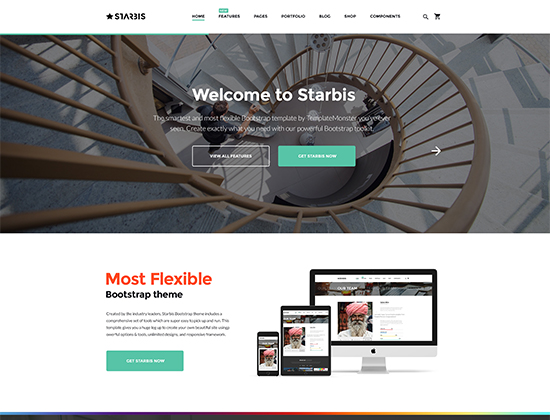 STARBIS
NEW
HOME FEATURES PAGES PORTFOLIO BLOG SHOP COMPONENTS
Welcome to Starbis
The smartest and most flexible Bootstrap template by TemplateMonster you've ever
seen. Create exactly what you need with our powerful Bootstrap toolkit.
VIEW ALL FEATURES
GET STARBIS NOW
Most Flexible
Bootstrap theme
Created by the industry leaders, Starbis Bootstrap theme includes a
comprehensive set of tools which are super easy to pick up and run. This
template gives you a huge leg up to create your own beautiful site using
powerful options & tools, unlimited designs, and responsive framework.
GET STARBIS NOW
OUR TEAM